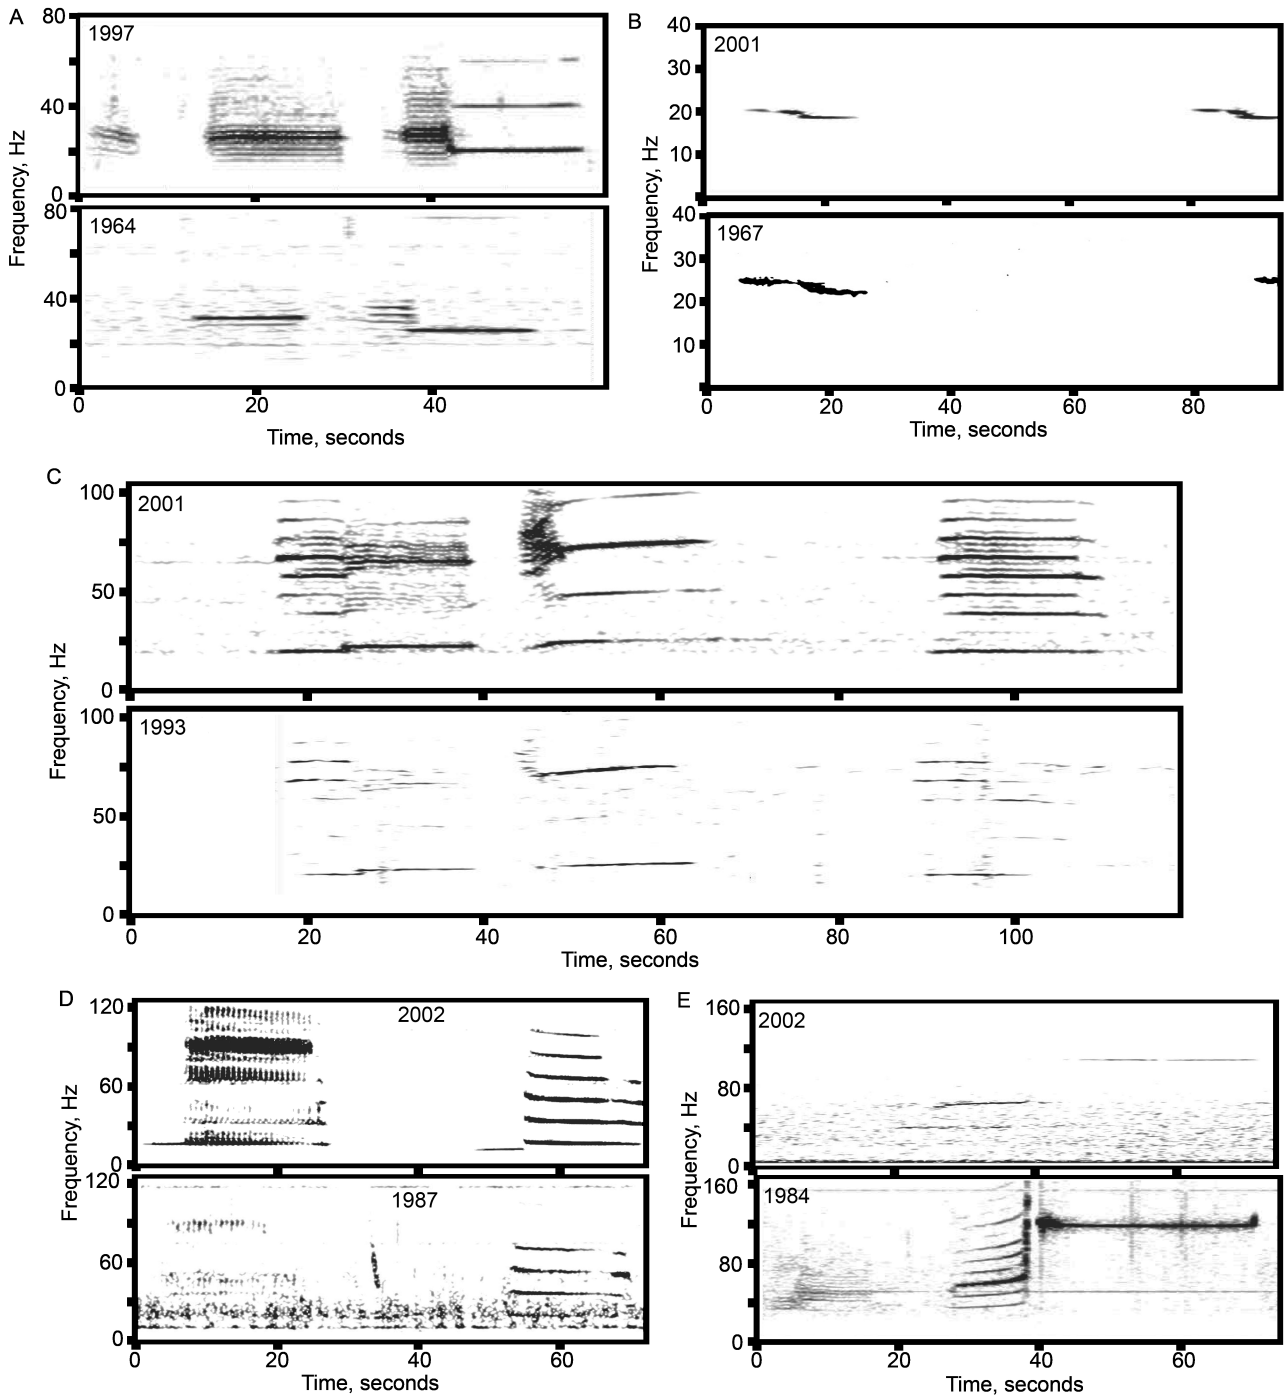 A
80
1997
40
0
Frequency, Hz
80
1964
40
0
0 20 40
Time, seconds
B
40
2001
30
20
10
Frequency, Hz
40
1967
30
20
10
0 20 40 60 80
Time, seconds
C
100
2001
50
0
Frequency, Hz
100
1993
50
0
0 20 40 60 80 100
Time, seconds
D
120
2002
60
0
Frequency, Hz
120
1987
60
0
0 20 40 60
Time, seconds
E
160
2002
80
0
Frequency, Hz
160
1984
80
0
0 20 40 60
Time, seconds